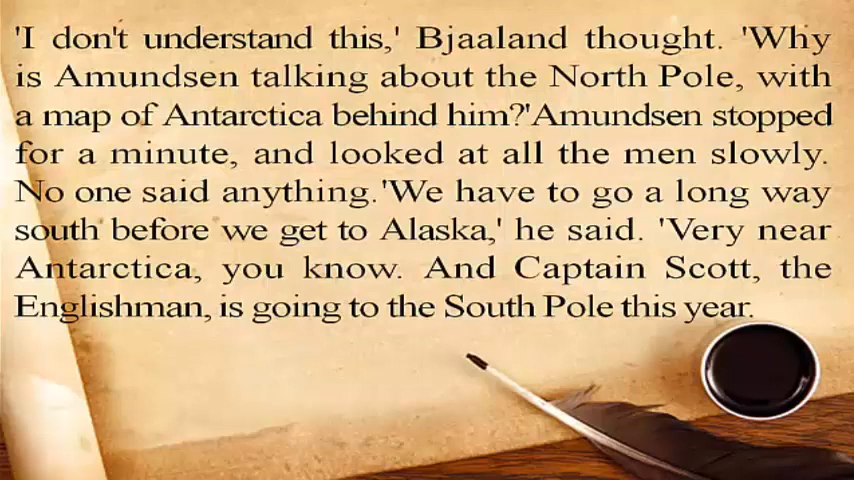 'I don't understand this,' Bjaaland thought. 'Why
is Amundsen talking about the North Pole, with
a map of Antarctica behind him?'Amundsen stopped
for a minute, and looked at all the men slowly.
No one said anything.'We have to go a long way
south before we get to Alaska,' he said. 'Very near
Antarctica, you know. And Captain Scott, the
Englishman, is going to the South Pole this year.